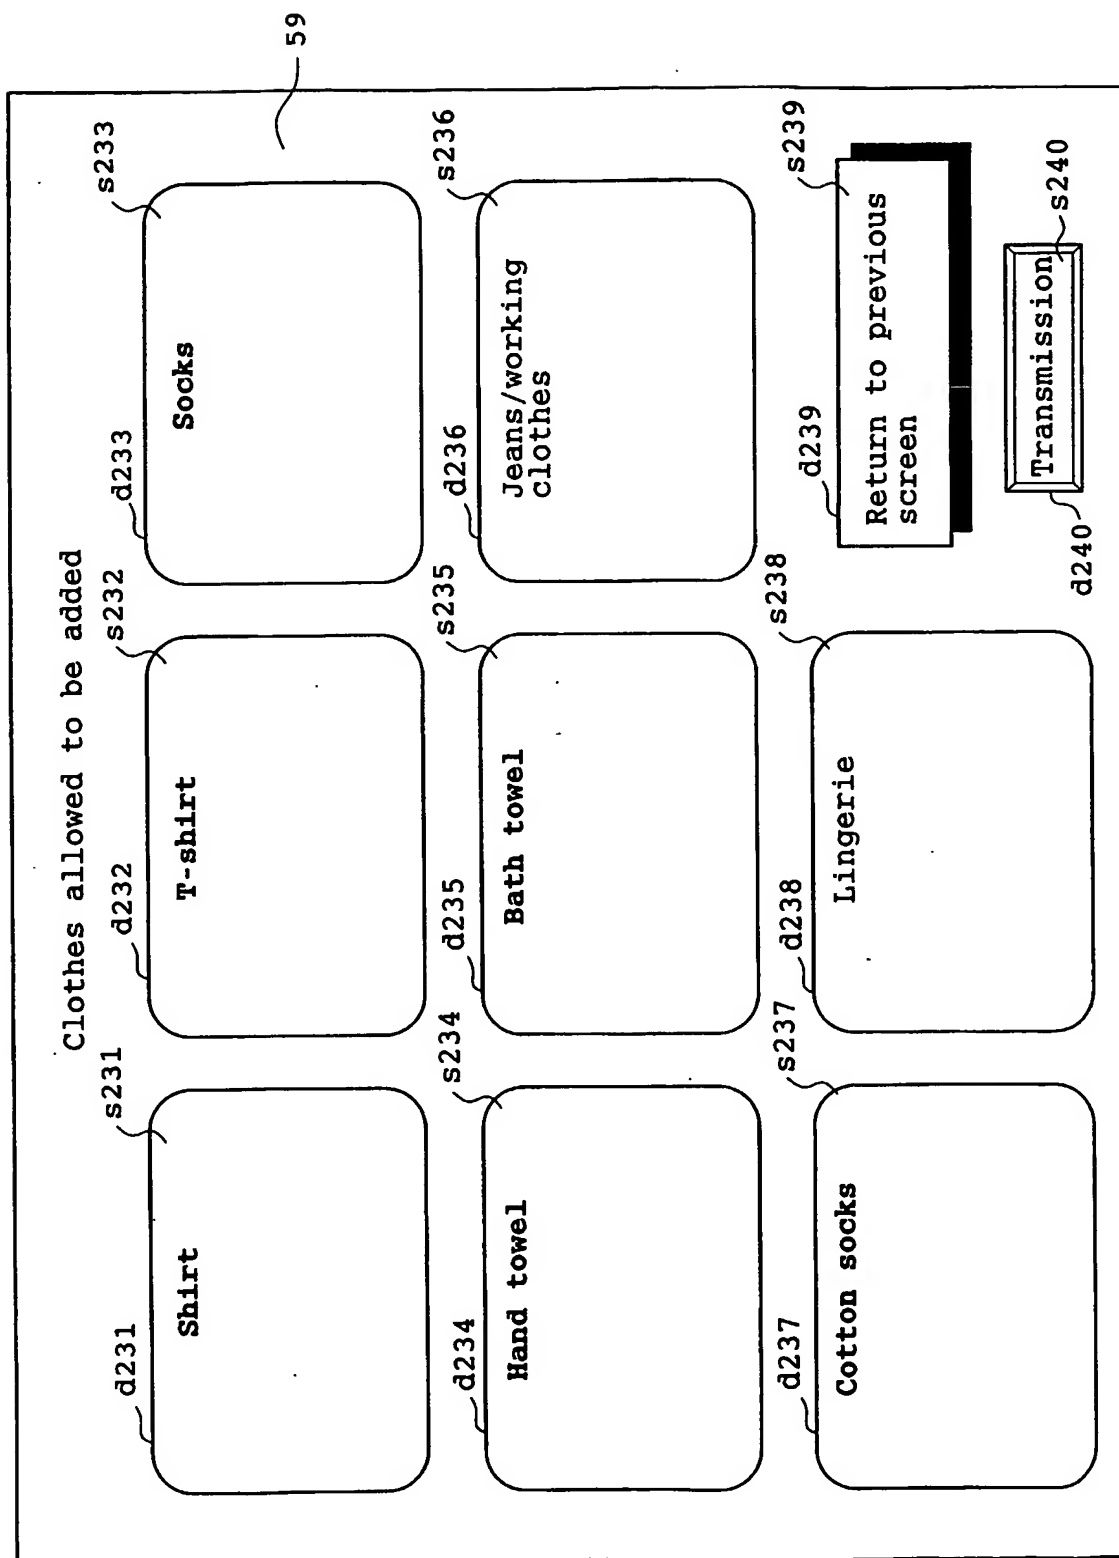 59
Clothes allowed to be added
d231
s231
d232
s232
d233
s233
Shirt
T-shirt
Socks
d234
s234
d235
s235
d236
s236
Hand towel
Bath towel
Jeans/working
clothes
d237
s237
d238
s238
d239
s239
Cotton socks
Lingerie
Return to previous
screen
d240
Transmission
s240